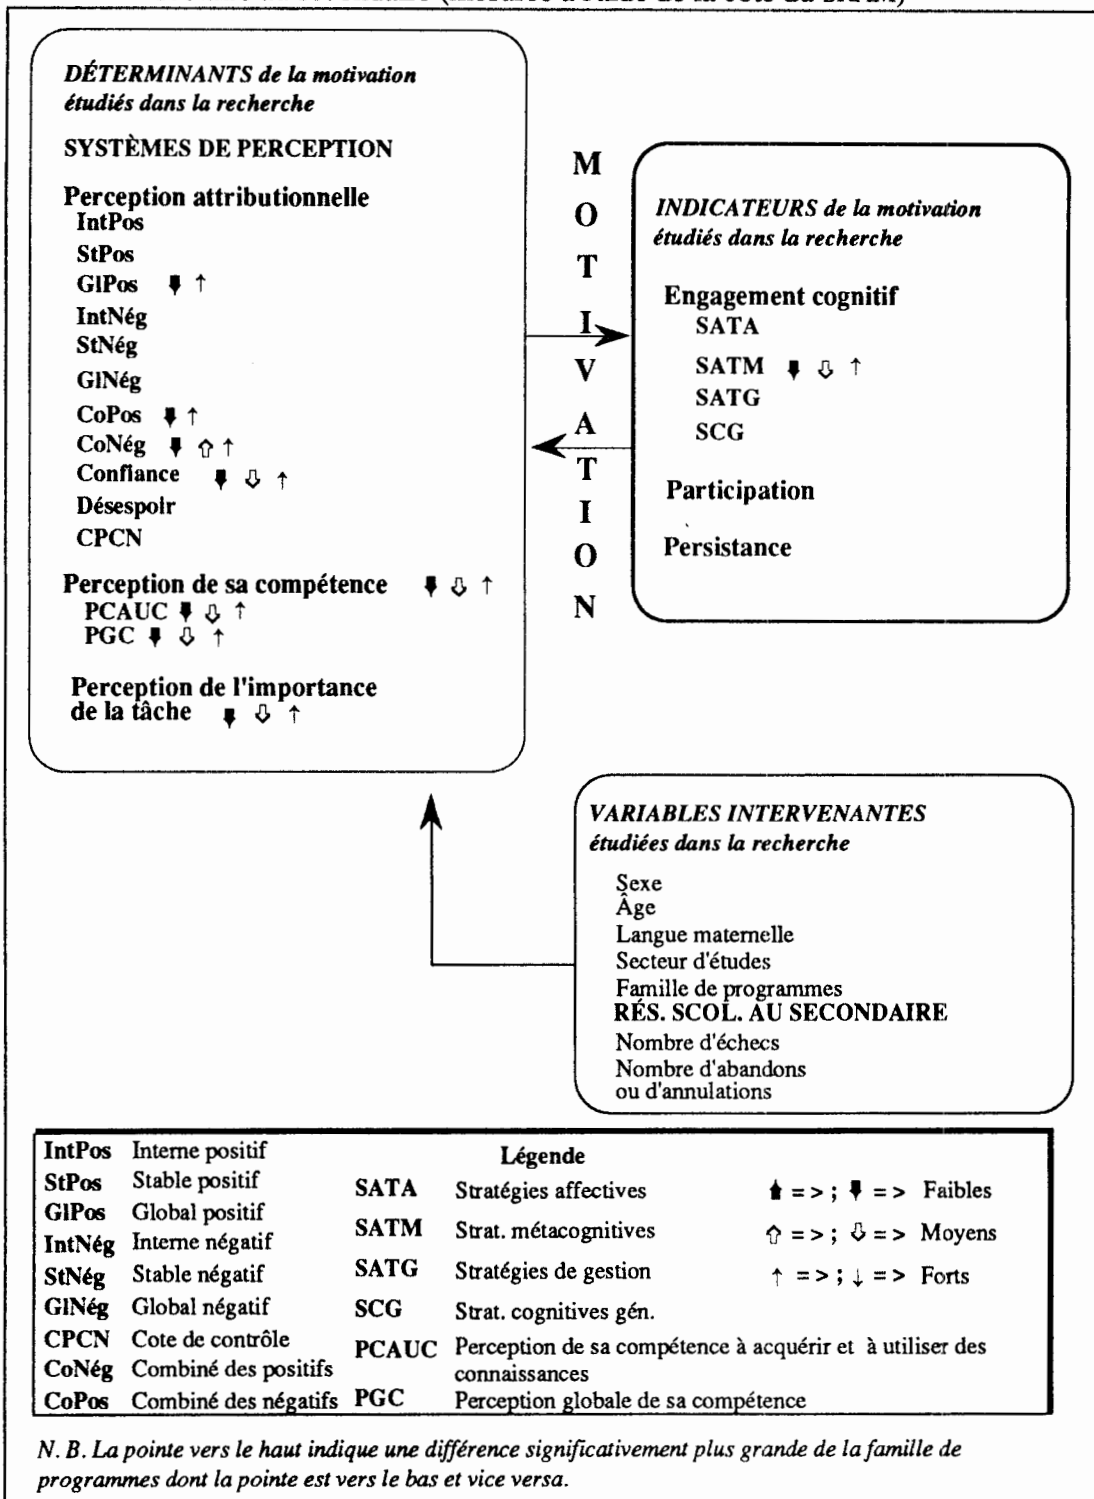 DÉTERMINANTS de la motivation
étudiés dans la recherche
SYSTÈMES DE PERCEPTION
Perception attributionnelle
IntPos
StPos
GlPos ⬇ ↑
IntNég
StNég
GlNég
CoPos ⬇ ↑
CoNég ⬇ ⇧ ↑
Confiance ⬇ ⇩ ↑
Désespoir
CPCN
Perception de sa compétence ⬇ ⇩ ↑
PCAUC ⬇ ⇩ ↑
PGC ⬇ ⇩ ↑
Perception de l'importance
de la tâche ⬇ ⇩ ↑
M
O
T
I
V
A
T
I
O
N
INDICATEURS de la motivation
étudiés dans la recherche
Engagement cognitif
SATA
SATM ⬇ ⇩ ↑
SATG
SCG
Participation
Persistance
VARIABLES INTERVENANTES
étudiées dans la recherche
Sexe
Âge
Langue maternelle
Secteur d'études
Famille de programmes
RÉS. SCOL. AU SECONDAIRE
Nombre d'échecs
Nombre d'abandons
ou d'annulations
Légende
IntPos Interne positif
StPos Stable positif
GlPos Global positif
IntNég Interne négatif
StNég Stable négatif
GlNég Global négatif
CPCN Cote de contrôle
CoNég Combiné des positifs
CoPos Combiné des négatifs
SATA Stratégies affectives
SATM Strat. métacognitives
SATG Stratégies de gestion
SCG Strat. cognitives gén.
PCAUC Perception de sa compétence à acquérir et à utiliser des
connaissances
PGC Perception globale de sa compétence
⬆ = > ; ⬇ = > Faibles
⇧ = > ; ⇩ = > Moyens
↑ = > ; ↓ = > Forts
N. B. La pointe vers le haut indique une différence significativement plus grande de la famille de
programmes dont la pointe est vers le bas et vice versa.